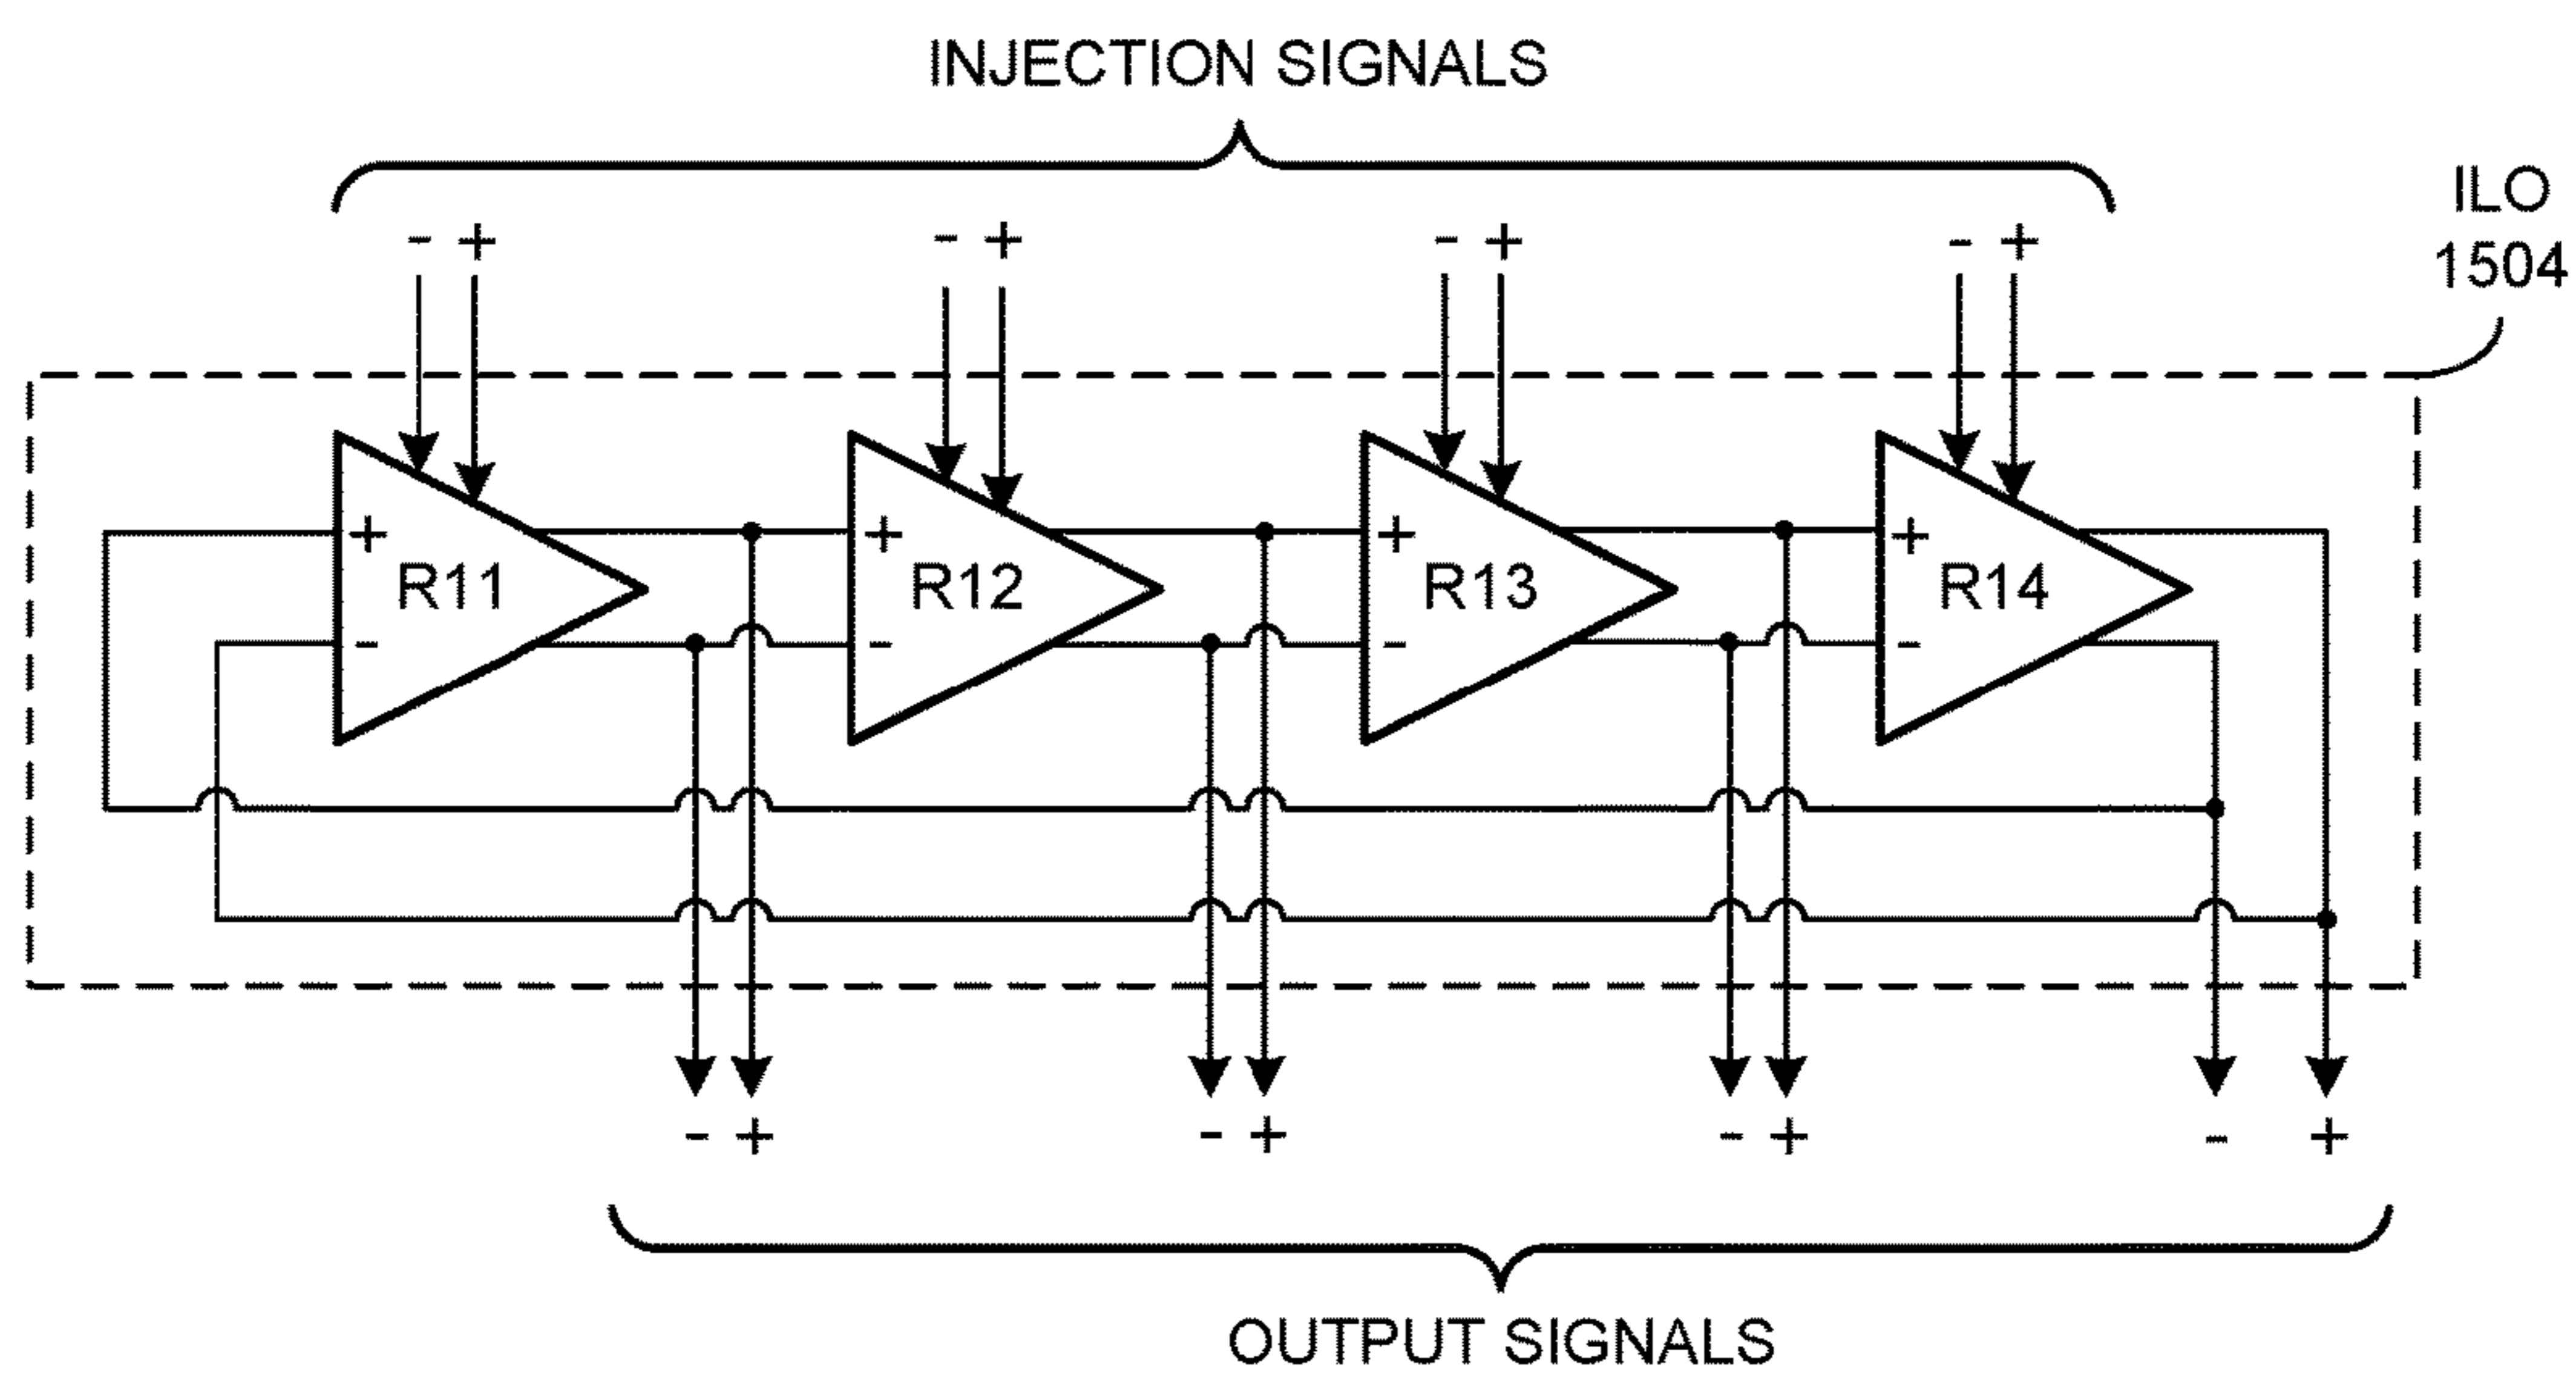 INJECTION SIGNALS
ILO
1504
- + - + - + - +
+ + + +
R11 R12 R13 R14
- - - -
- + - + - + - +
OUTPUT SIGNALS